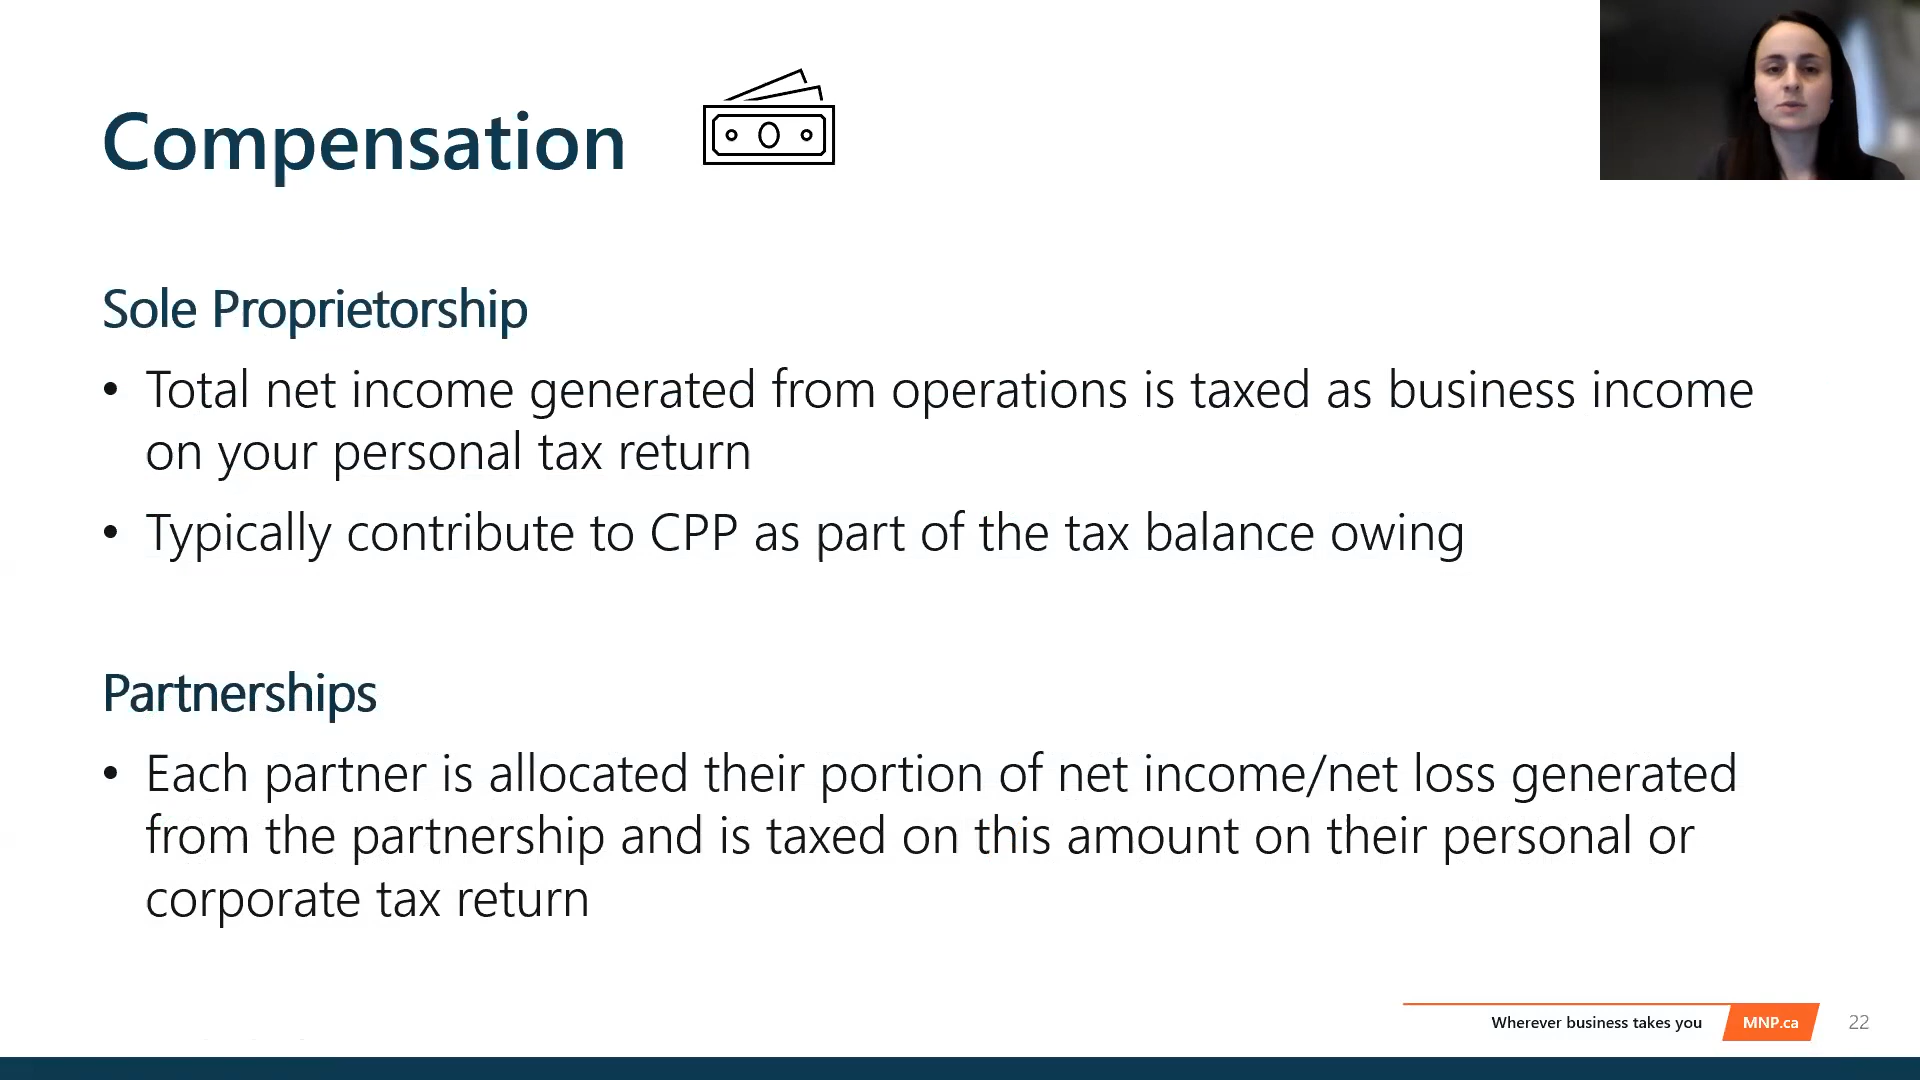 Compensation
Sole Proprietorship
• Total net income generated from operations is taxed as business income
on your personal tax return
• Typically contribute to CPP as part of the tax balance owing
Partnerships
• Each partner is allocated their portion of net income/net loss generated
from the partnership and is taxed on this amount on their personal or
corporate tax return
Wherever business takes you
MNP.ca
22